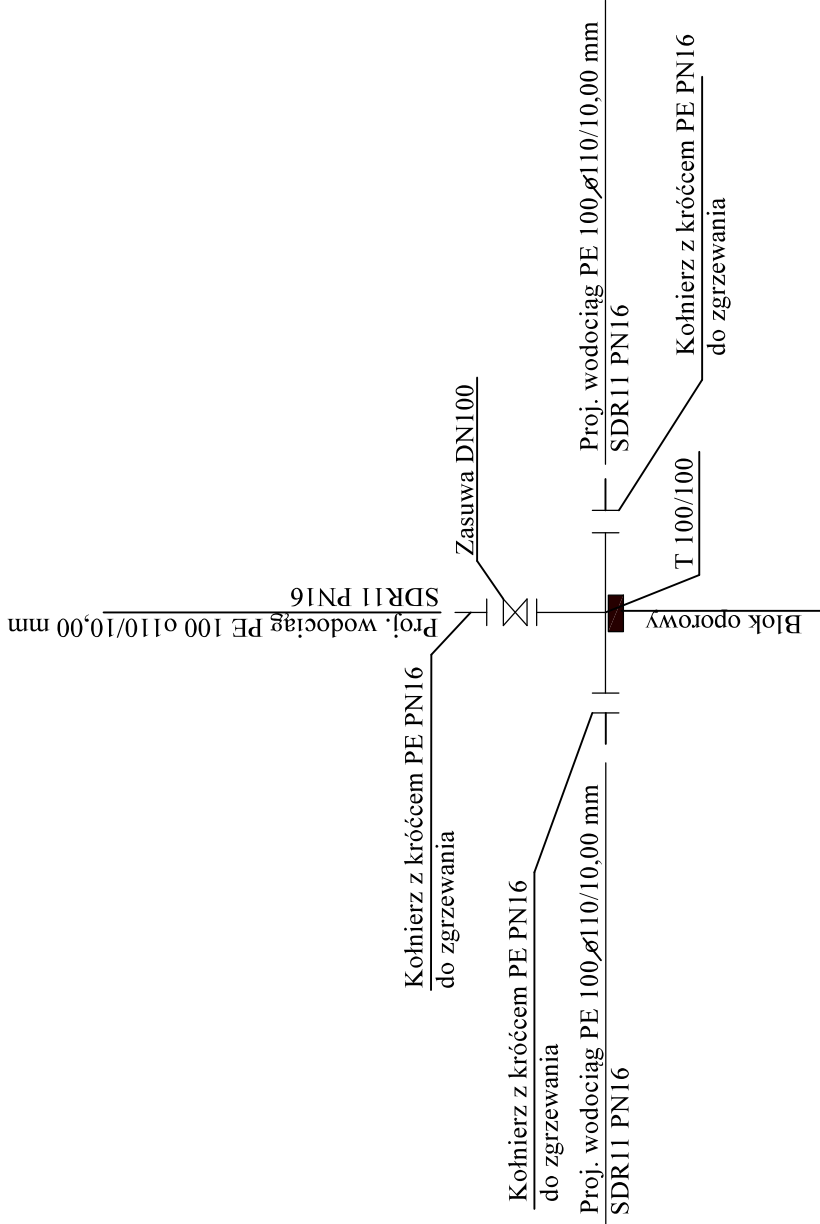 Proj. wodociąg PE 100 o110/10,00 mm
SDR11 PN16
Zasuwa DN100
Kołnierz z króćcem PE PN16
do zgrzewania
Kołnierz z króćcem PE PN16
do zgrzewania
Proj. wodociąg PE 100 ø110/10,00 mm
SDR11 PN16
Proj. wodociąg PE 100 ø110/10,00 mm
SDR11 PN16
Kołnierz z króćcem PE PN16
do zgrzewania
T 100/100
Blok oporowy